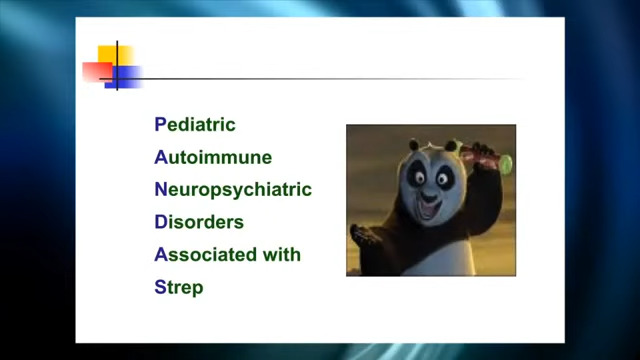 Pediatric
Autoimmune
Neuropsychiatric
Disorders
Associated with
Strep